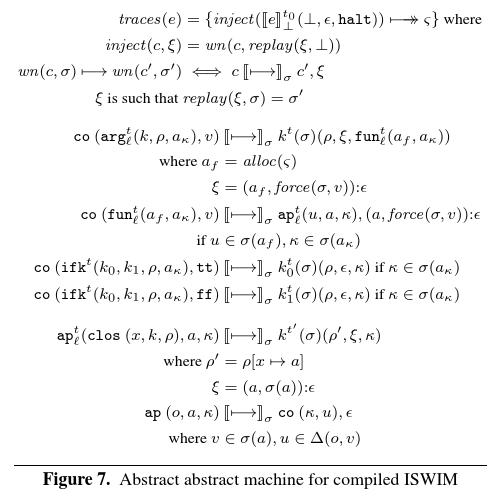 traces(e) = {inject(⟦e⟧^{t_0}_⊥(⊥, ϵ, halt)) ⟼↠ ς} where
inject(c, ξ) = wn(c, replay(ξ, ⊥))
wn(c, σ) ⟼ wn(c′, σ′) ⟺ c ⟦⟼⟧_σ c′, ξ
ξ is such that replay(ξ, σ) = σ′
co (arg^t_ℓ(k, ρ, a_κ), v) ⟦⟼⟧_σ k^t(σ)(ρ, ξ, fun^t_ℓ(a_f, a_κ))
where a_f = alloc(ς)
ξ = (a_f, force(σ, v)):ϵ
co (fun^t_ℓ(a_f, a_κ), v) ⟦⟼⟧_σ ap^t_ℓ(u, a, κ), (a, force(σ, v)):ϵ
if u ∈ σ(a_f), κ ∈ σ(a_κ)
co (ifk^t(k_0, k_1, ρ, a_κ), tt) ⟦⟼⟧_σ k^t_0(σ)(ρ, ϵ, κ) if κ ∈ σ(a_κ)
co (ifk^t(k_0, k_1, ρ, a_κ), ff) ⟦⟼⟧_σ k^t_1(σ)(ρ, ϵ, κ) if κ ∈ σ(a_κ)
ap^t_ℓ(clos (x, k, ρ), a, κ) ⟦⟼⟧_σ k^{t′}(σ)(ρ′, ξ, κ)
where ρ′ = ρ[x ↦ a]
ξ = (a, σ(a)):ϵ
ap (o, a, κ) ⟦⟼⟧_σ co (κ, u), ϵ
where v ∈ σ(a), u ∈ Δ(o, v)
Figure 7. Abstract abstract machine for compiled ISWIM